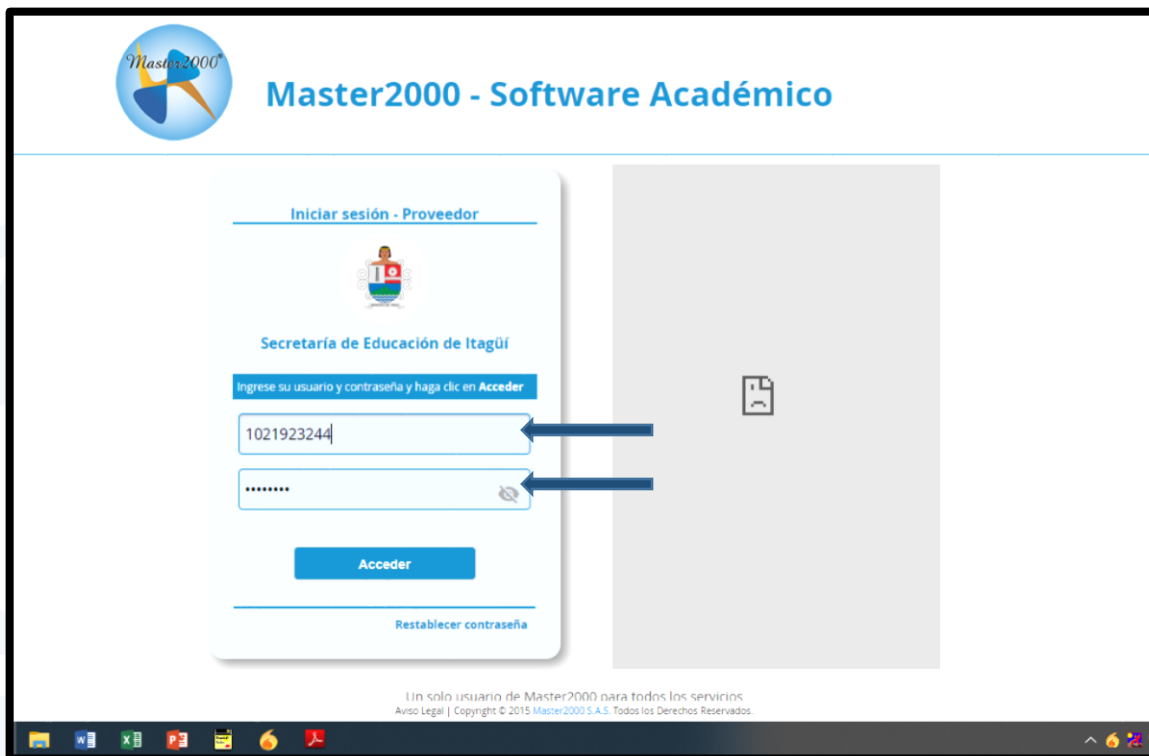 Master2000®
Master2000 - Software Académico
Iniciar sesión - Proveedor
Secretaría de Educación de Itagüí
Ingrese su usuario y contraseña y haga clic en Acceder
1021923244
••••••••
Acceder
Restablecer contraseña
Un solo usuario de Master2000 para todos los servicios
Aviso Legal | Copyright © 2015 Master2000 S.A.S. Todos los Derechos Reservados.